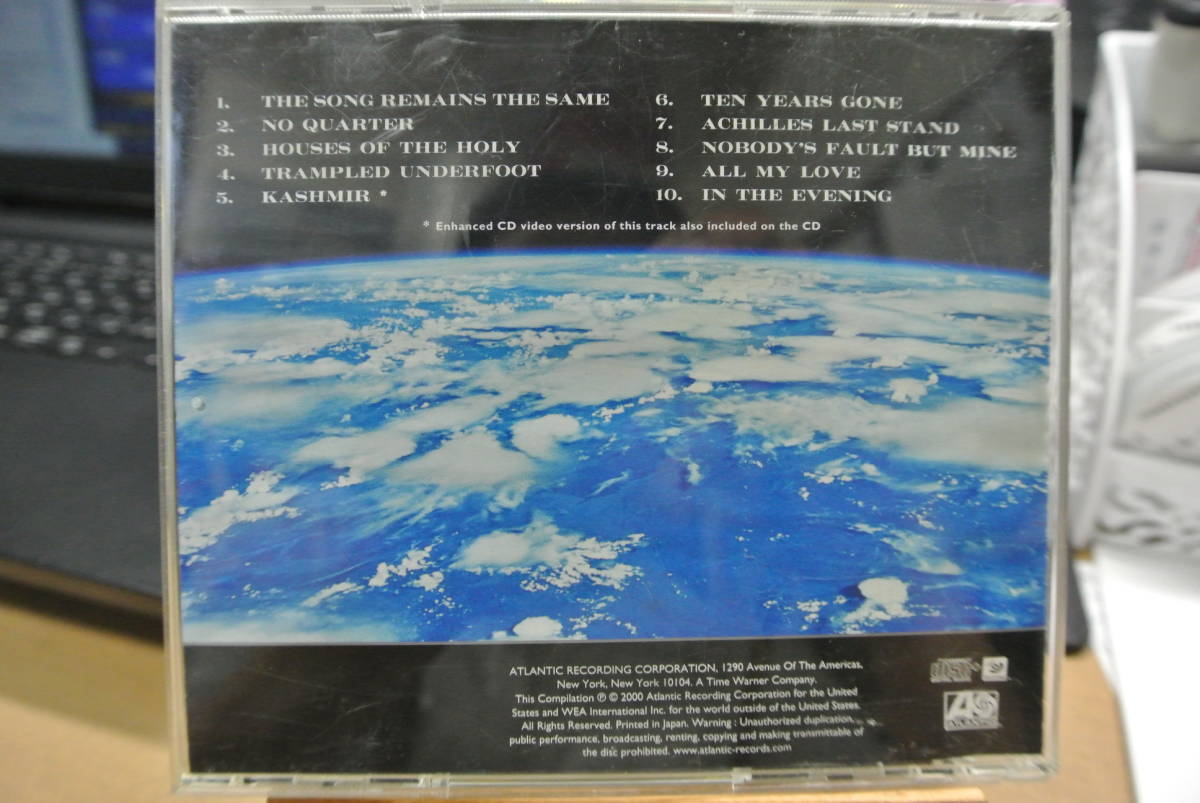 1. THE SONG REMAINS THE SAME
2. NO QUARTER
3. HOUSES OF THE HOLY
4. TRAMPLED UNDERFOOT
5. KASHMIR *
6. TEN YEARS GONE
7. ACHILLES LAST STAND
8. NOBODY'S FAULT BUT MINE
9. ALL MY LOVE
10. IN THE EVENING
* Enhanced CD video version of this track also included on the CD
ATLANTIC RECORDING CORPORATION, 1290 Avenue Of The Americas,
New York, New York 10104. A Time Warner Company.
This Compilation ℗ © 2000 Atlantic Recording Corporation for the United
States and WEA International Inc. for the world outside of the United States.
All Rights Reserved. Printed in Japan. Warning : Unauthorized duplication,
public performance, broadcasting, renting, copying and making transmittable of
the disc prohibited. www.atlantic-records.com
disc
ATLANTIC